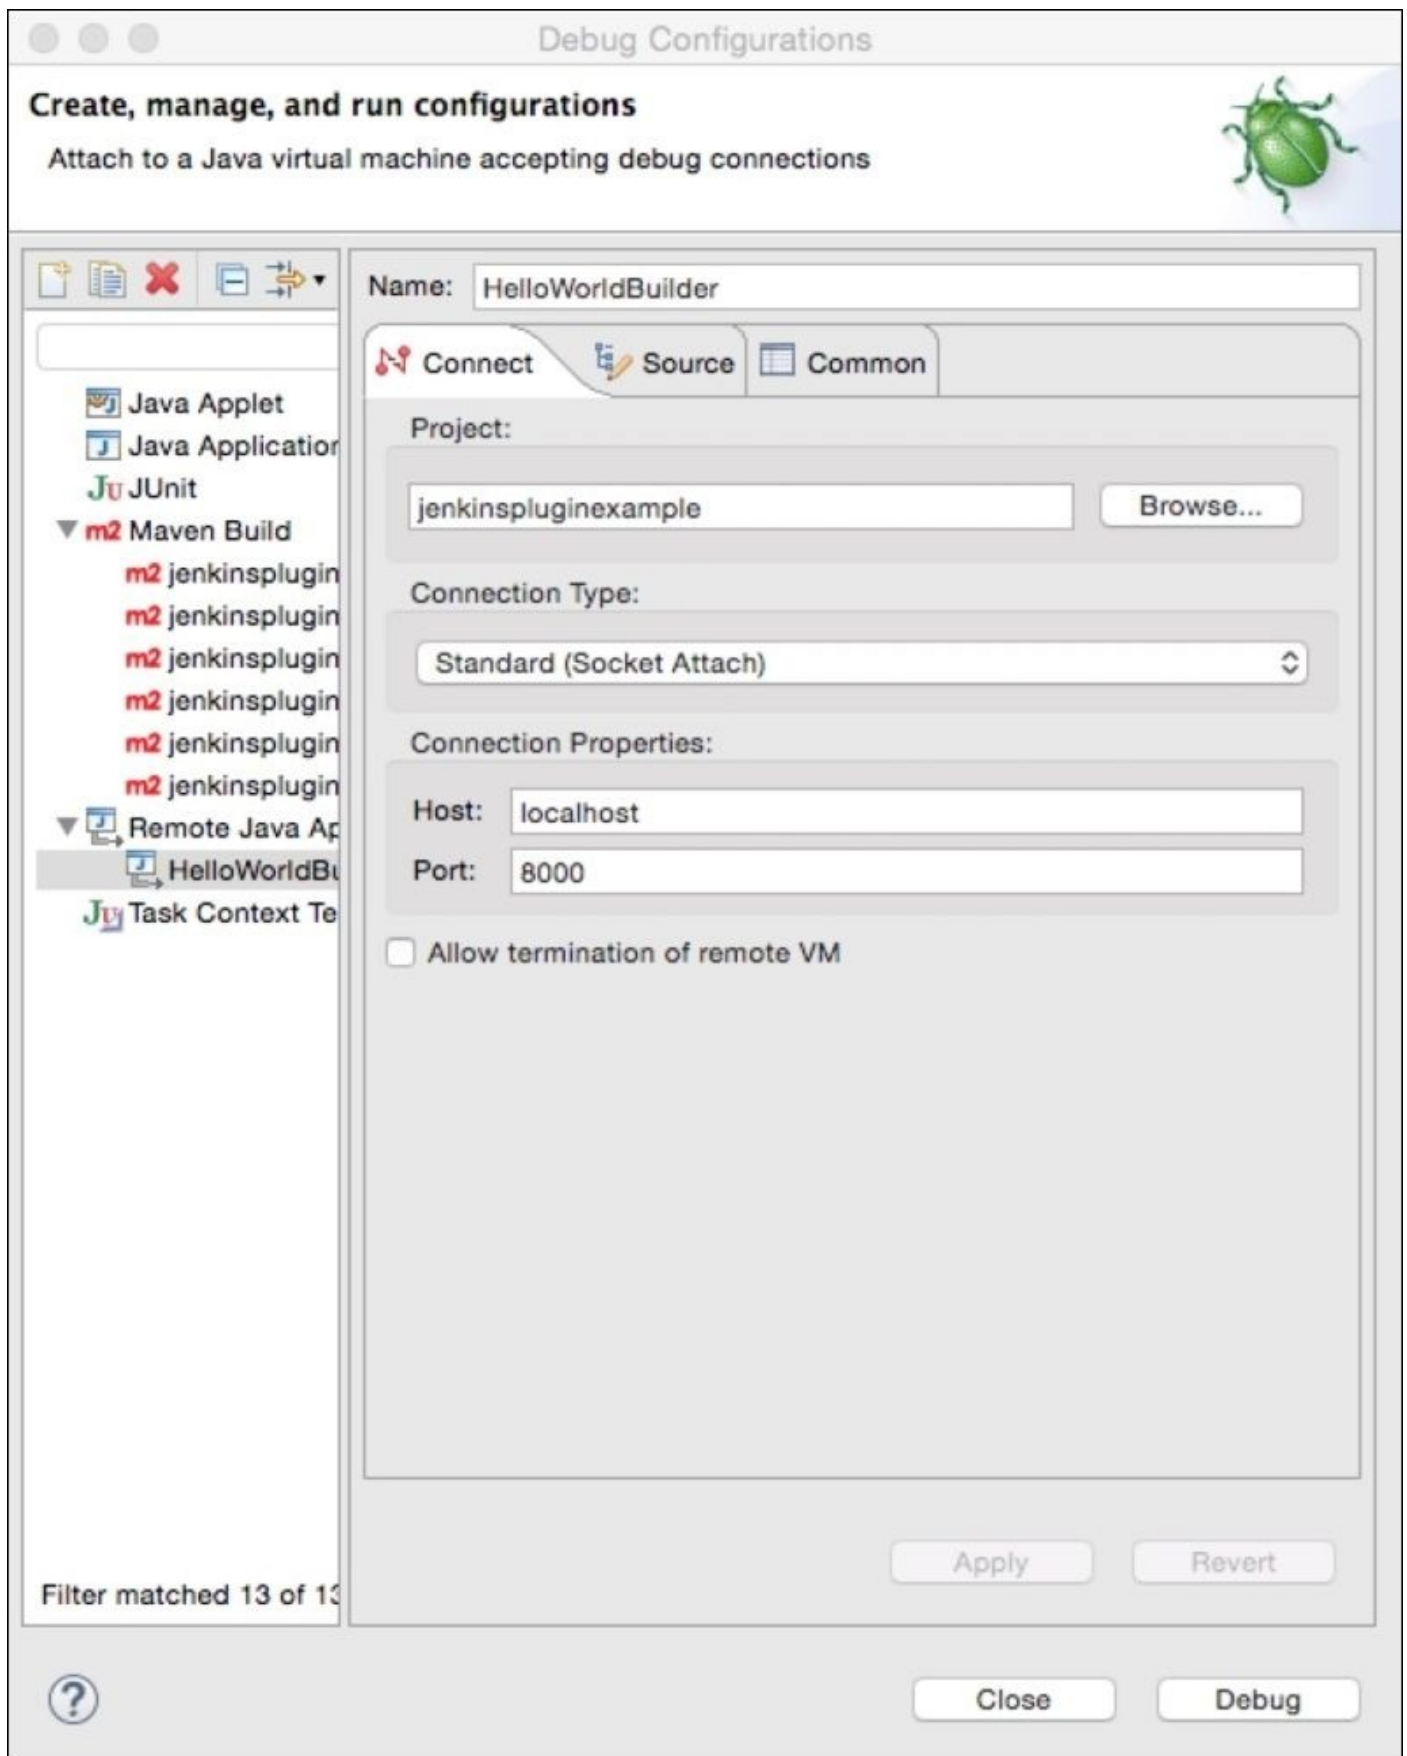 Debug Configurations
Create, manage, and run configurations
Attach to a Java virtual machine accepting debug connections
Name: HelloWorldBuilder
Connect Source Common
Java Applet
Java Application
JUnit
Maven Build
m2 jenkinsplugin
m2 jenkinsplugin
m2 jenkinsplugin
m2 jenkinsplugin
m2 jenkinsplugin
m2 jenkinsplugin
Remote Java Ap
HelloWorldBu
Task Context Te
Filter matched 13 of 13
Project:
jenkinspluginexample Browse...
Connection Type:
Standard (Socket Attach)
Connection Properties:
Host: localhost
Port: 8000
Allow termination of remote VM
Apply Revert
? Close Debug